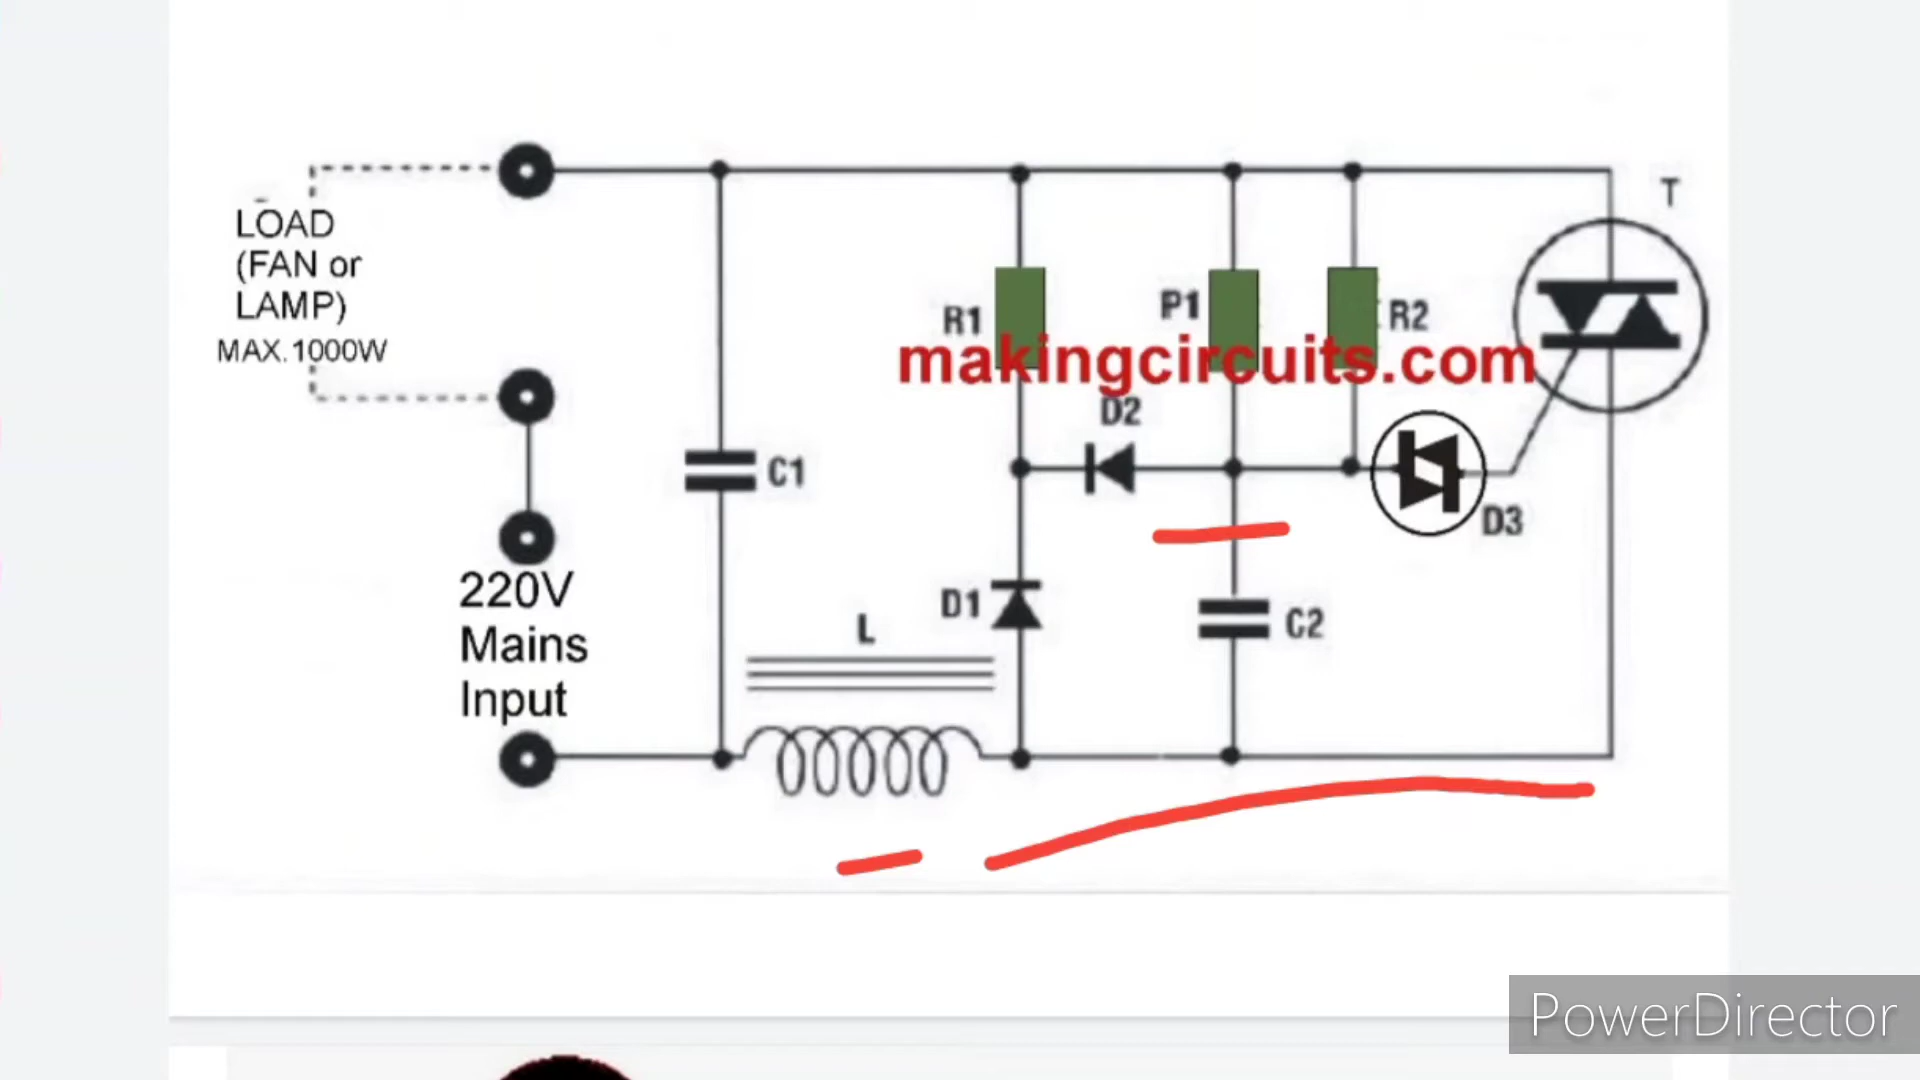 T
LOAD
(FAN or
LAMP)
MAX.1000W
R1
P1
R2
makingcircuits.com
D2
C1
D3
220V
Mains
Input
L
D1
C2
PowerDirector